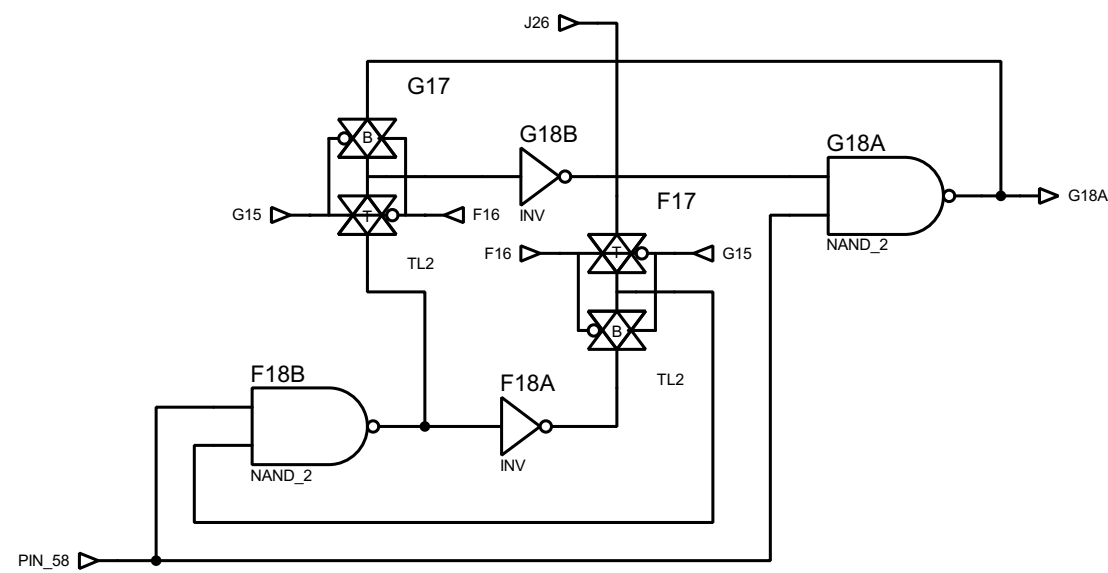 J26
G17
B
G18B
G18A
G15
T
F16
INV
F17
G18A
NAND_2
TL2
F16
T
G15
B
F18B
F18A
TL2
INV
NAND_2
PIN_58